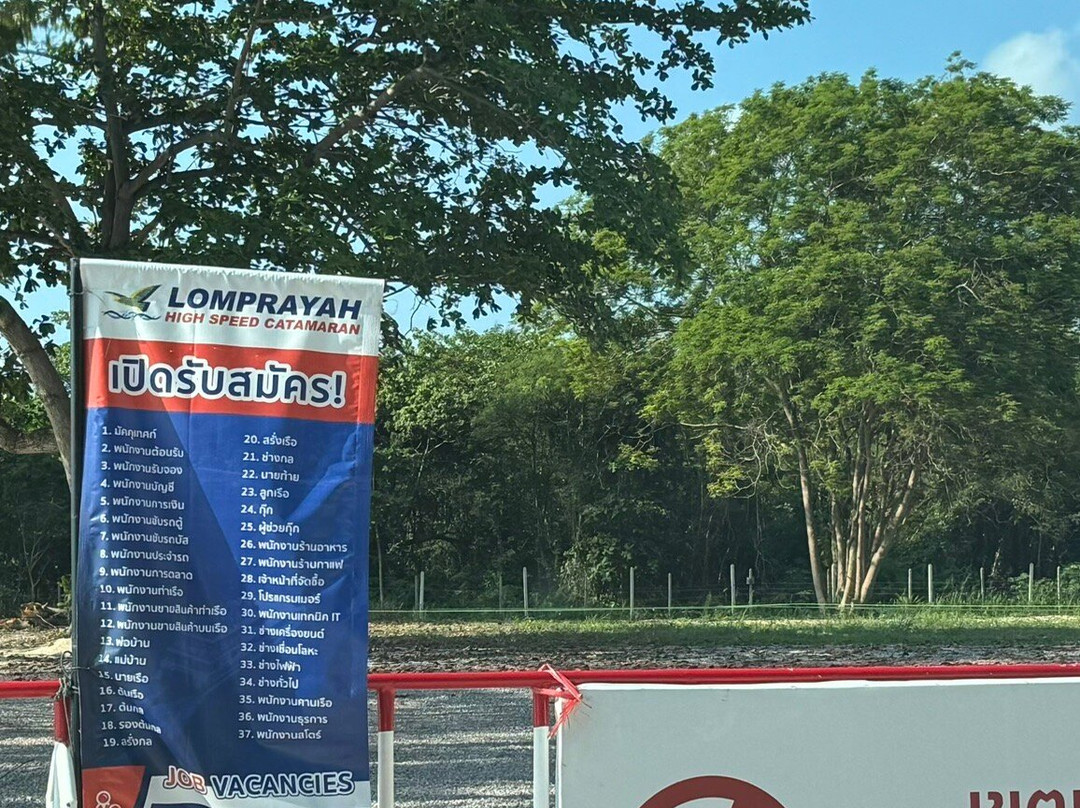 LOMPRAYAH
HIGH SPEED CATAMARAN
เปิดรับสมัคร!
1. มัคคุเทศก์
2. พนักงานต้อนรับ
3. พนักงานรับจอง
4. พนักงานบัญชี
5. พนักงานการเงิน
6. พนักงานขับรถตู้
7. พนักงานขับรถบัส
8. พนักงานประจำรถ
9. พนักงานการตลาด
10. พนักงานท่าเรือ
11. พนักงานขายสินค้าท่าเรือ
12. พนักงานขายสินค้าบนเรือ
13. พ่อบ้าน
14. แม่บ้าน
15. นายเรือ
16. ต้นเรือ
17. ต้นกล
18. รองต้นกล
19. สรั่งกล
20. สรั่งเรือ
21. ช่างกล
22. นายท้าย
23. ลูกเรือ
24. กุ๊ก
25. ผู้ช่วยกุ๊ก
26. พนักงานร้านอาหาร
27. พนักงานร้านกาแฟ
28. เจ้าหน้าที่จัดซื้อ
29. โปรแกรมเมอร์
30. พนักงานเทคนิค IT
31. ช่างเครื่องยนต์
32. ช่างเชื่อมโลหะ
33. ช่างไฟฟ้า
34. ช่างทั่วไป
35. พนักงานคานเรือ
36. พนักงานธุรการ
37. พนักงานสโตร์
JOB VACANCIES